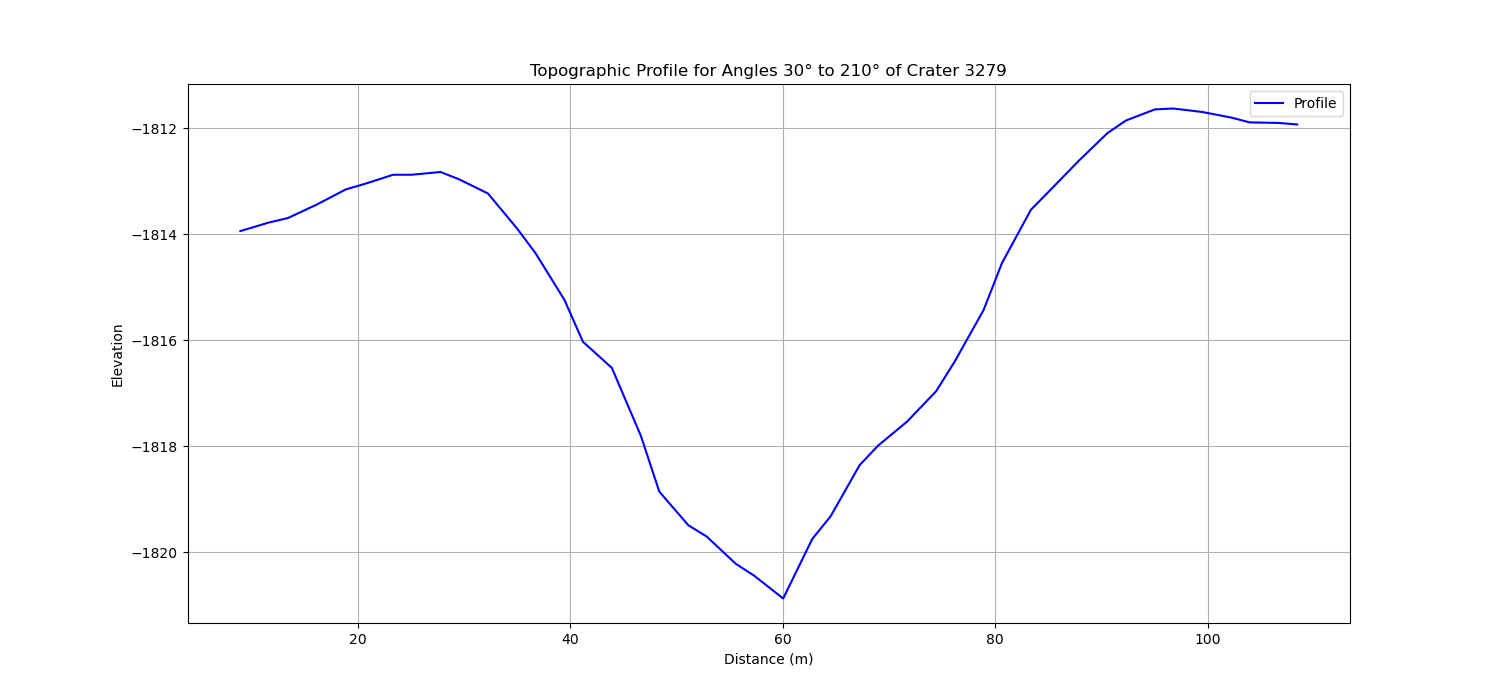 Topographic Profile for Angles 30° to 210° of Crater 3279
Profile
−1812
−1814
−1816
−1818
−1820
Elevation
20 40 60 80 100
Distance (m)